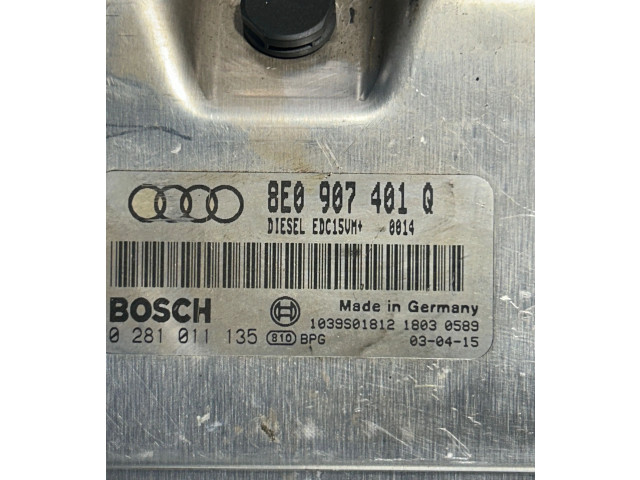 8E0 907 401 Q
DIESEL EDC15VM+ 0014
BOSCH
Made in Germany
1039S01812 1803 0589
0 281 011 135 810 BPG 03-04-15